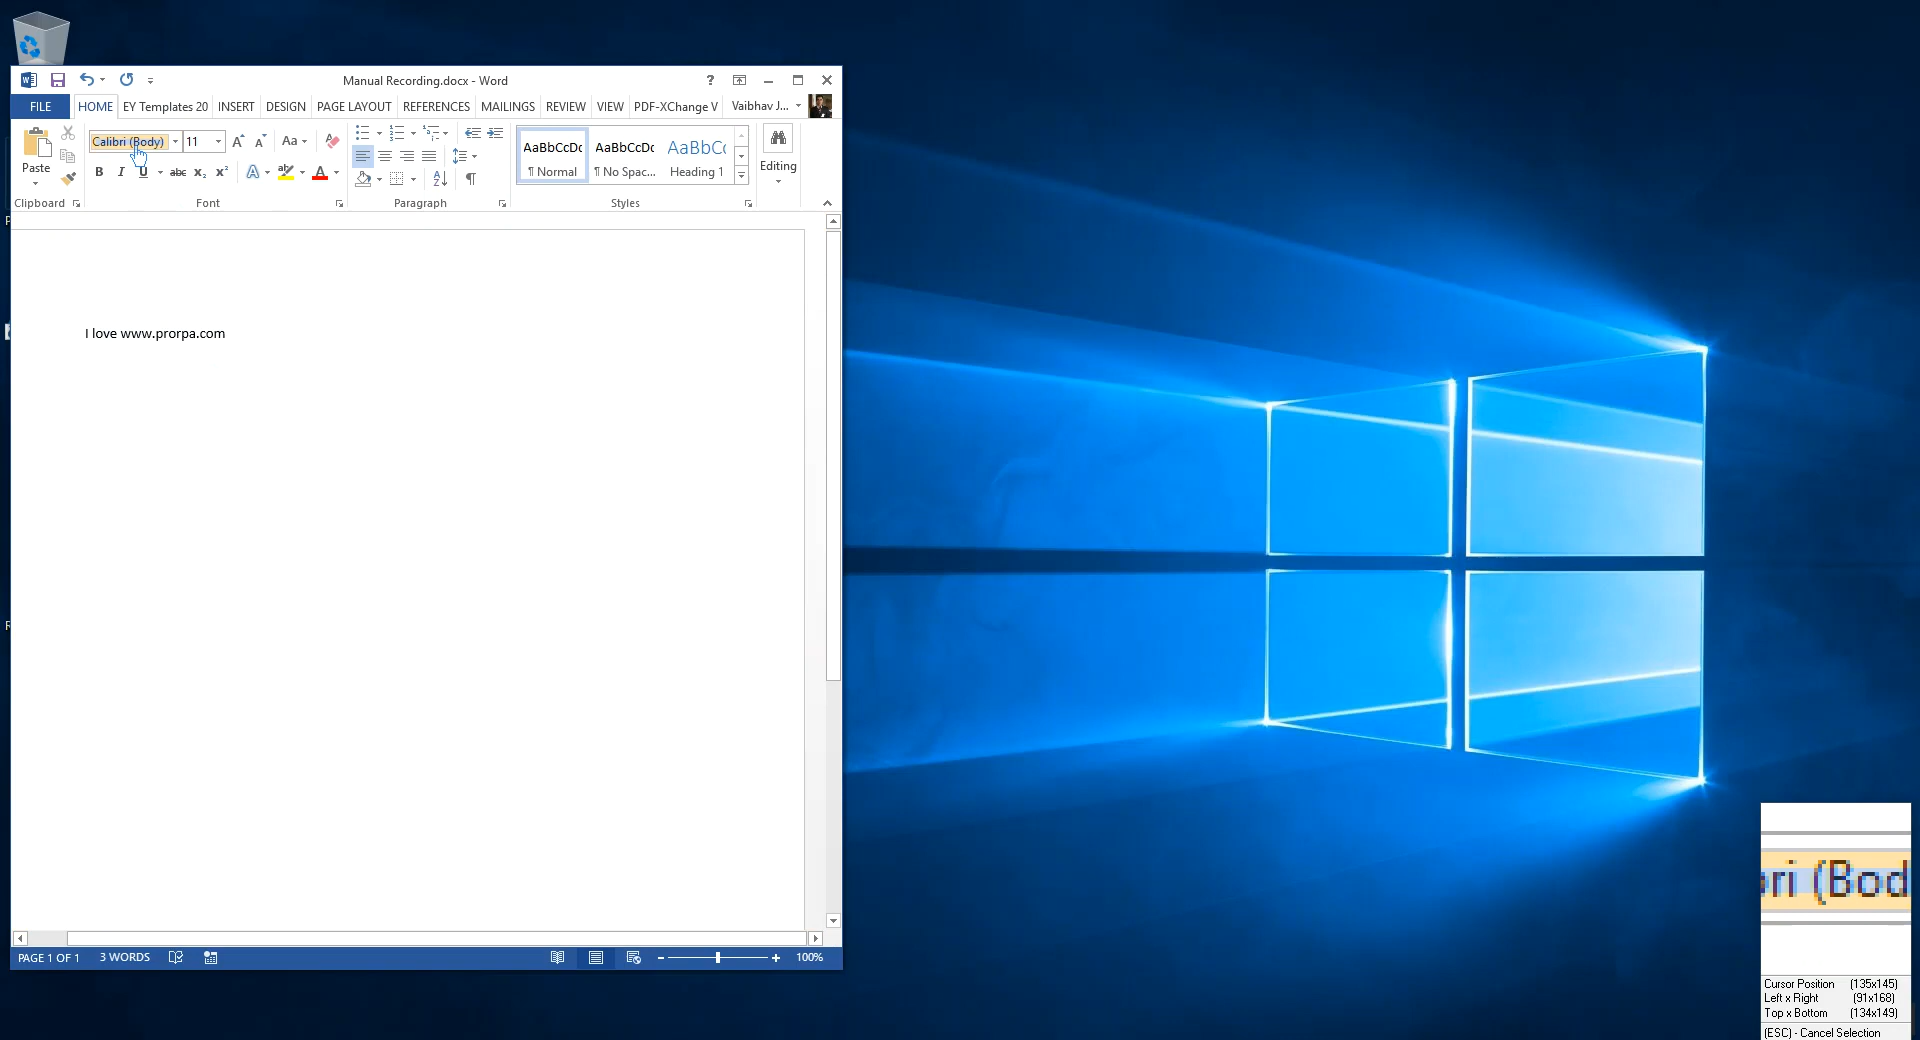 Manual Recording.docx - Word
FILE HOME EY Templates 20 INSERT DESIGN PAGE LAYOUT REFERENCES MAILINGS REVIEW VIEW PDF-XChange V Vaibhav J...
Calibri (Body) 11 Aa
Paste
B I U abc x₂ x² A ab A
AaBbCcDc AaBbCcDc AaBbCc
¶ Normal ¶ No Spac... Heading 1
Editing
Clipboard Font Paragraph Styles
I love www.prorpa.com
PAGE 1 OF 1 3 WORDS 100%
ri (Bod
Cursor Position (135x145)
Left x Right (91x168)
Top x Bottom (134x149)
(ESC) - Cancel Selection